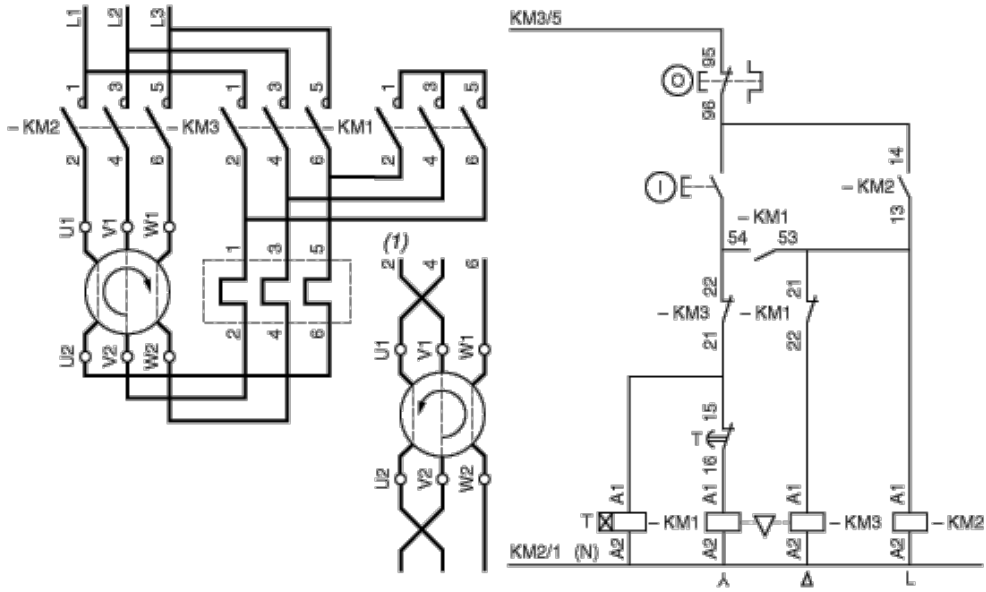 L1 L2 L3
1 3 5 1 3 5 1 3 5
– KM2 – KM3 – KM1
2 4 6 2 4 6 2 4 6
U1 V1 W1
1 3 5
2 4 6
U2 V2 W2
(1)
2 4 6
U1 V1 W1
U2 V2 W2
KM3/5
95
O
96
14
I
– KM2
13
– KM1
54 53
22 21
– KM3 – KM1
21 22
15
T
16
A1 A1 A1 A1
T – KM1 – KM3 – KM2
A2 A2 A2 A2
KM2/1 (N)
Y Δ L